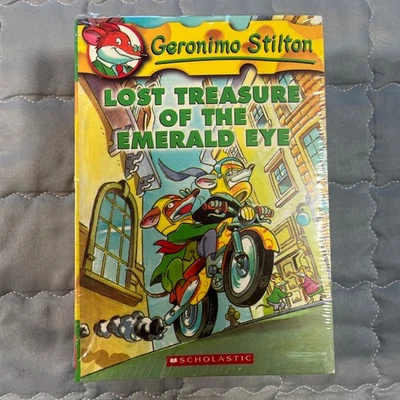 Geronimo Stilton
LOST TREASURE
OF THE
EMERALD EYE
SCHOLASTIC